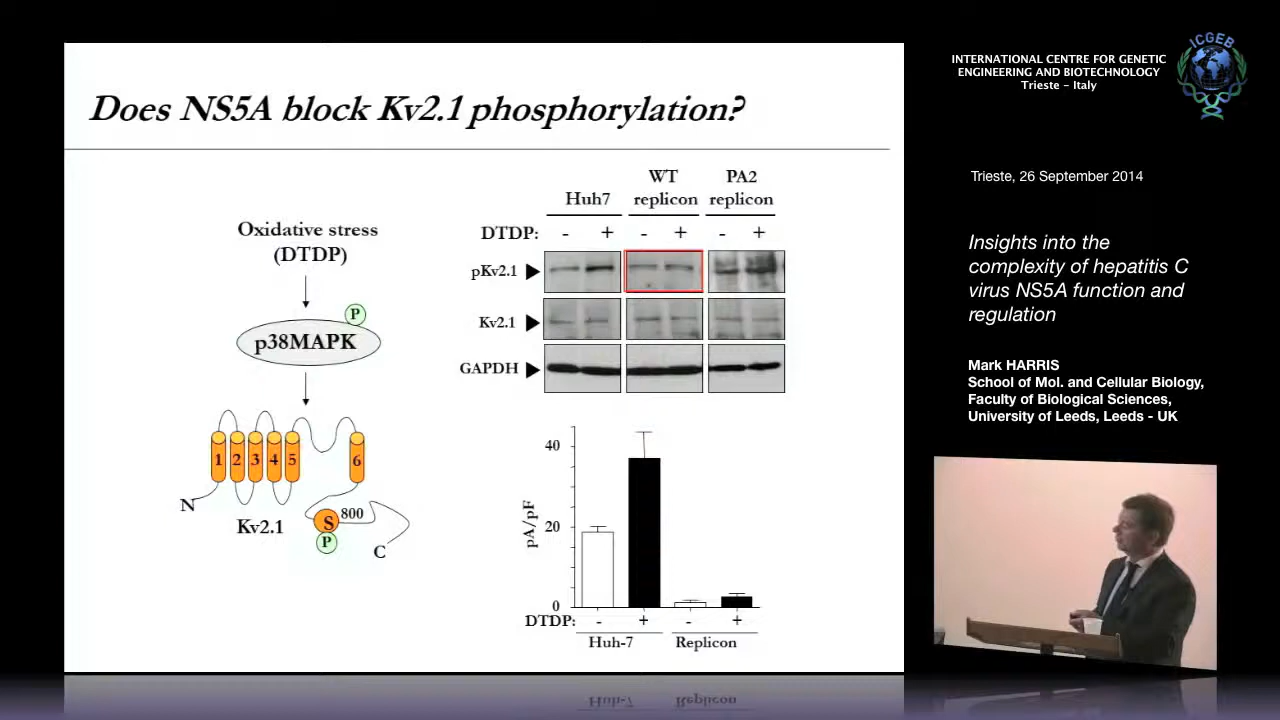 Does NS5A block Kv2.1 phosphorylation?
Oxidative stress
(DTDP)
P
p38MAPK
1 2 3 4 5 6
N
Kv2.1
S
800
P
C
WT
PA2
Huh7 replicon replicon
DTDP: - + - + - +
pKv2.1
Kv2.1
GAPDH
40
20
0
pA/pF
DTDP: - + - +
Huh-7 Replicon
ICGEB
INTERNATIONAL CENTRE FOR GENETIC
ENGINEERING AND BIOTECHNOLOGY
Trieste - Italy
Trieste, 26 September 2014
Insights into the
complexity of hepatitis C
virus NS5A function and
regulation
Mark HARRIS
School of Mol. and Cellular Biology,
Faculty of Biological Sciences,
University of Leeds, Leeds - UK